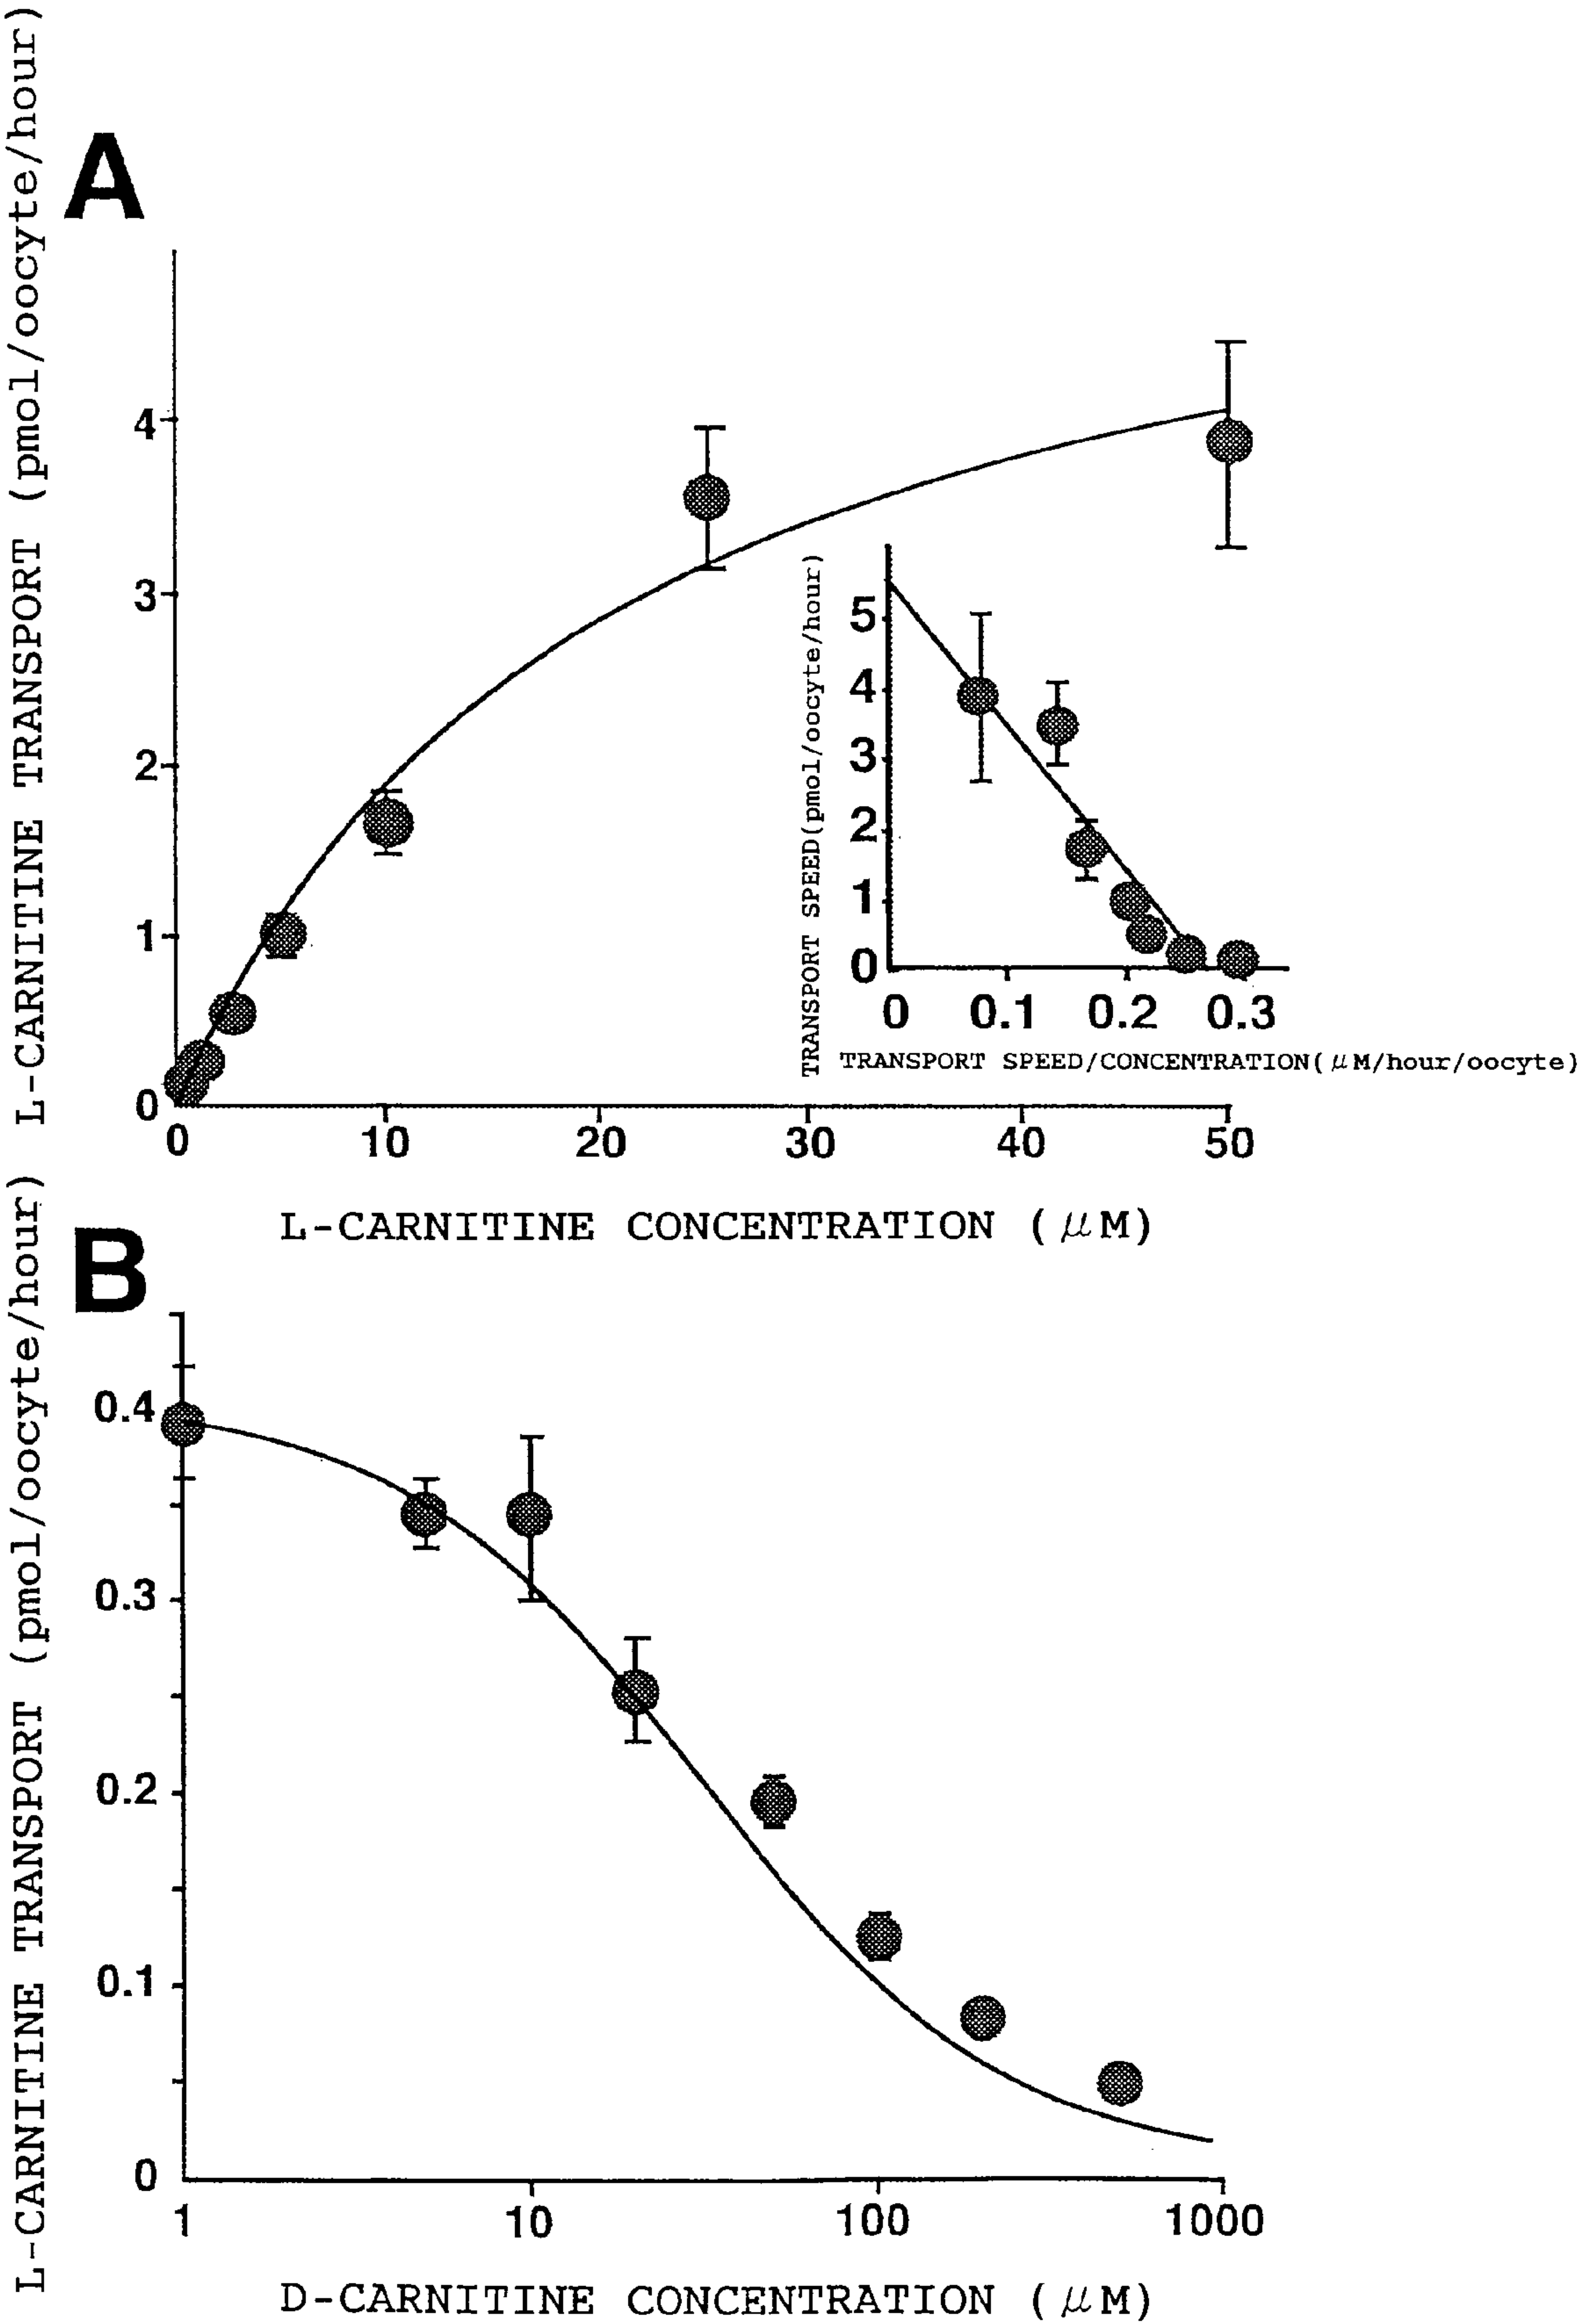 A
L-CARNITINE TRANSPORT (pmol/oocyte/hour)
4
3
2
1
0
0 10 20 30 40 50
L-CARNITINE CONCENTRATION (μM)
TRANSPORT SPEED(pmol/oocyte/hour)
5
4
3
2
1
0
0 0.1 0.2 0.3
TRANSPORT SPEED/CONCENTRATION(μM/hour/oocyte)
B
L-CARNITINE TRANSPORT (pmol/oocyte/hour)
0.4
0.3
0.2
0.1
0
1 10 100 1000
D-CARNITINE CONCENTRATION (μM)